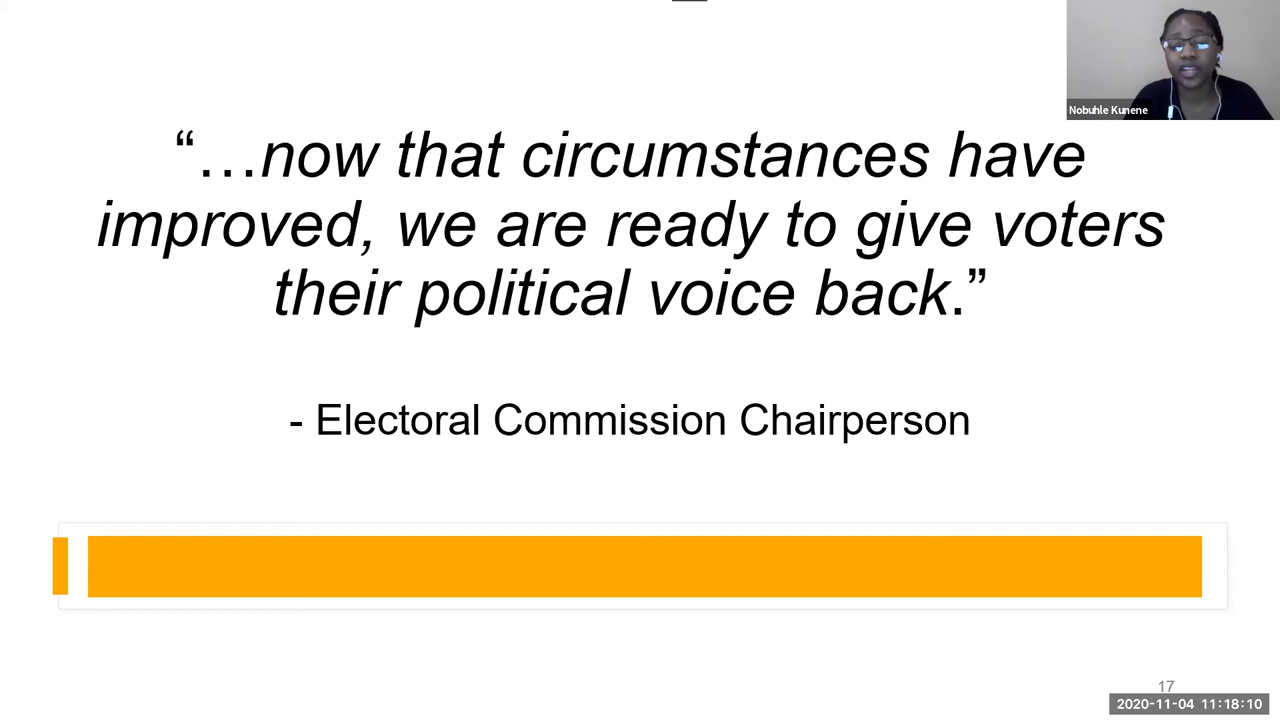 Nobuhle Kunene
“…now that circumstances have
improved, we are ready to give voters
their political voice back.”
- Electoral Commission Chairperson
17
2020-11-04 11:18:10